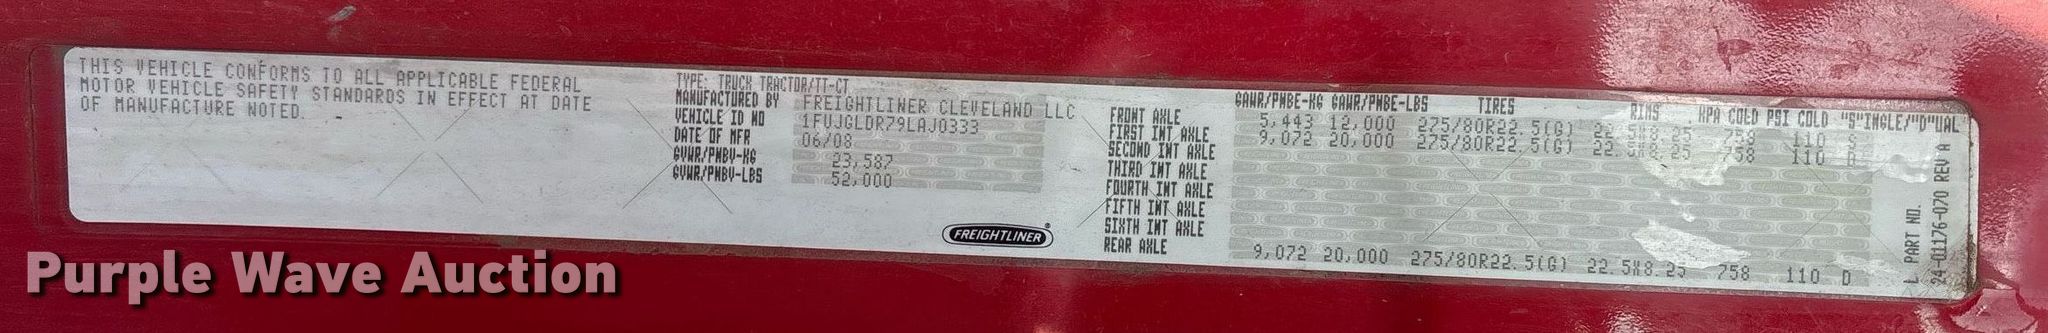 THIS VEHICLE CONFORMS TO ALL APPLICABLE FEDERAL
MOTOR VEHICLE SAFETY STANDARDS IN EFFECT AT DATE
OF MANUFACTURE NOTED.
TYPE: TRUCK TRACTOR/TT-CT
MANUFACTURED BY FREIGHTLINER CLEVELAND LLC
VEHICLE ID NO 1FUJGLDR79LAJ0333
DATE OF MFR 06/08
GVWR/PNBV-KG 23,587
GVWR/PNBV-LBS 52,000
FREIGHTLINER®
GAWR/PNBE-KG GAWR/PNBE-LBS TIRES RIMS KPA COLD PSI COLD "S"INGLE/"D"UAL
FRONT AXLE 5,443 12,000 275/80R22.5(G) 22.5X8.25 758 110 S
FIRST INT AXLE 9,072 20,000 275/80R22.5(G) 22.5X8.25 758 110 D
SECOND INT AXLE
THIRD INT AXLE
FOURTH INT AXLE
FIFTH INT AXLE
SIXTH INT AXLE
REAR AXLE 9,072 20,000 275/80R22.5(G) 22.5X8.25 758 110 D
PART NO.
24-01176-070 REV A
Purple Wave Auction